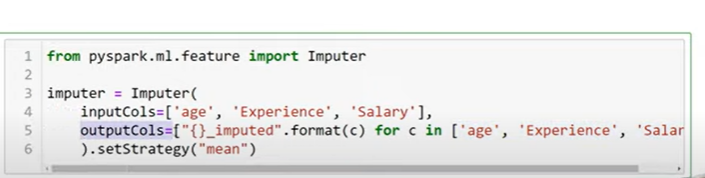 1 from pyspark.ml.feature import Imputer
2
3 imputer = Imputer(
4 inputCols=['age', 'Experience', 'Salary'],
5 outputCols=["{}_imputed".format(c) for c in ['age', 'Experience', 'Salar
6 ).setStrategy("mean")